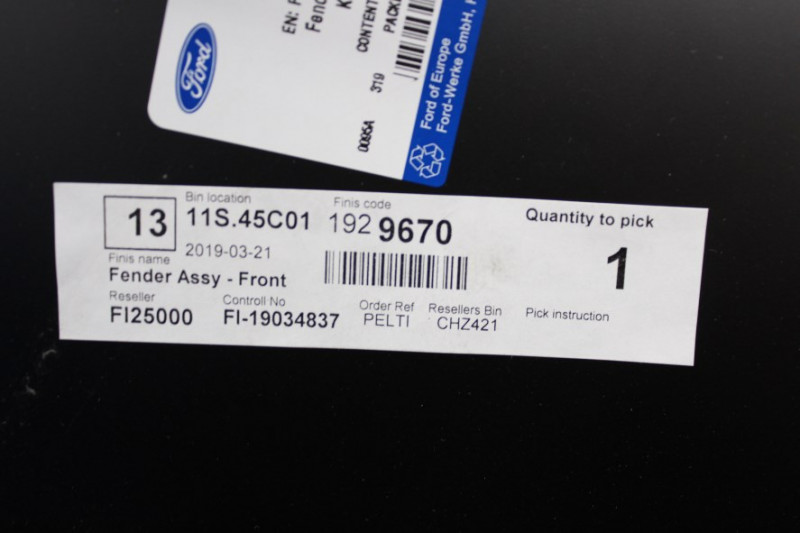 Ford
EN: F
Fend
K
CONTENT
PACK
319
0095A
Ford of Europe
Ford-Werke GmbH,
13
Bin location
11S.45C01
2019-03-21
Finis code
192 9670
Quantity to pick
1
Finis name
Fender Assy - Front
Reseller
FI25000
Controll No
FI-19034837
Order Ref
PELTI
Resellers Bin
CHZ421
Pick instruction